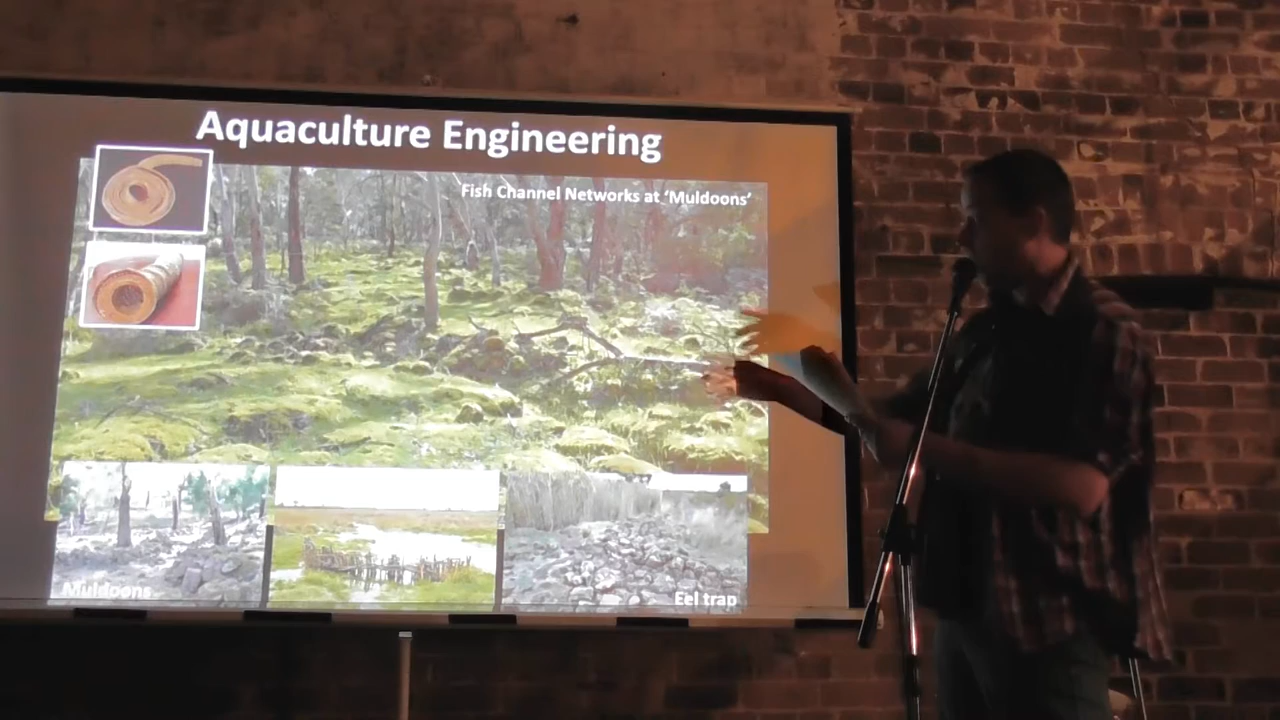 Aquaculture Engineering
Fish Channel Networks at ‘Muldoons’
Muldoons
Eel trap